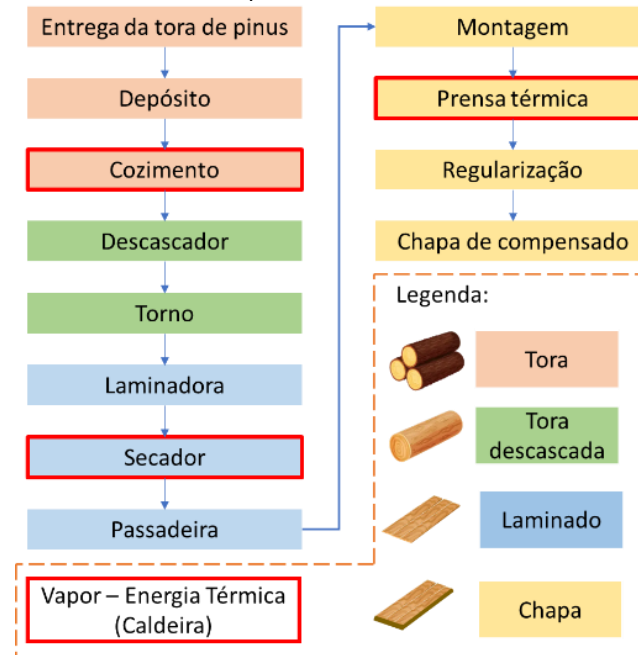 Entrega da tora de pinus
Depósito
Cozimento
Descascador
Torno
Laminadora
Secador
Passadeira
Montagem
Prensa térmica
Regularização
Chapa de compensado
Legenda:
Tora
Tora
descascada
Laminado
Chapa
Vapor – Energia Térmica
(Caldeira)